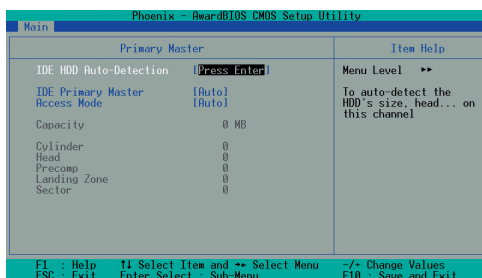 Phoenix - AwardBIOS CMOS Setup Utility
Main
Primary Master
Item Help
IDE HDD Auto-Detection [Press Enter]
Menu Level ▸▸
IDE Primary Master [Auto]
To auto-detect the
Access Mode [Auto]
HDD's size, head... on
this channel
Capacity 0 MB
Cylinder 0
Head 0
Precomp 0
Landing Zone 0
Sector 0
F1 : Help ↑↓ Select Item and →← Select Menu -/+ Change Values
ESC : Exit Enter Select : Sub-Menu F10 : Save and Exit